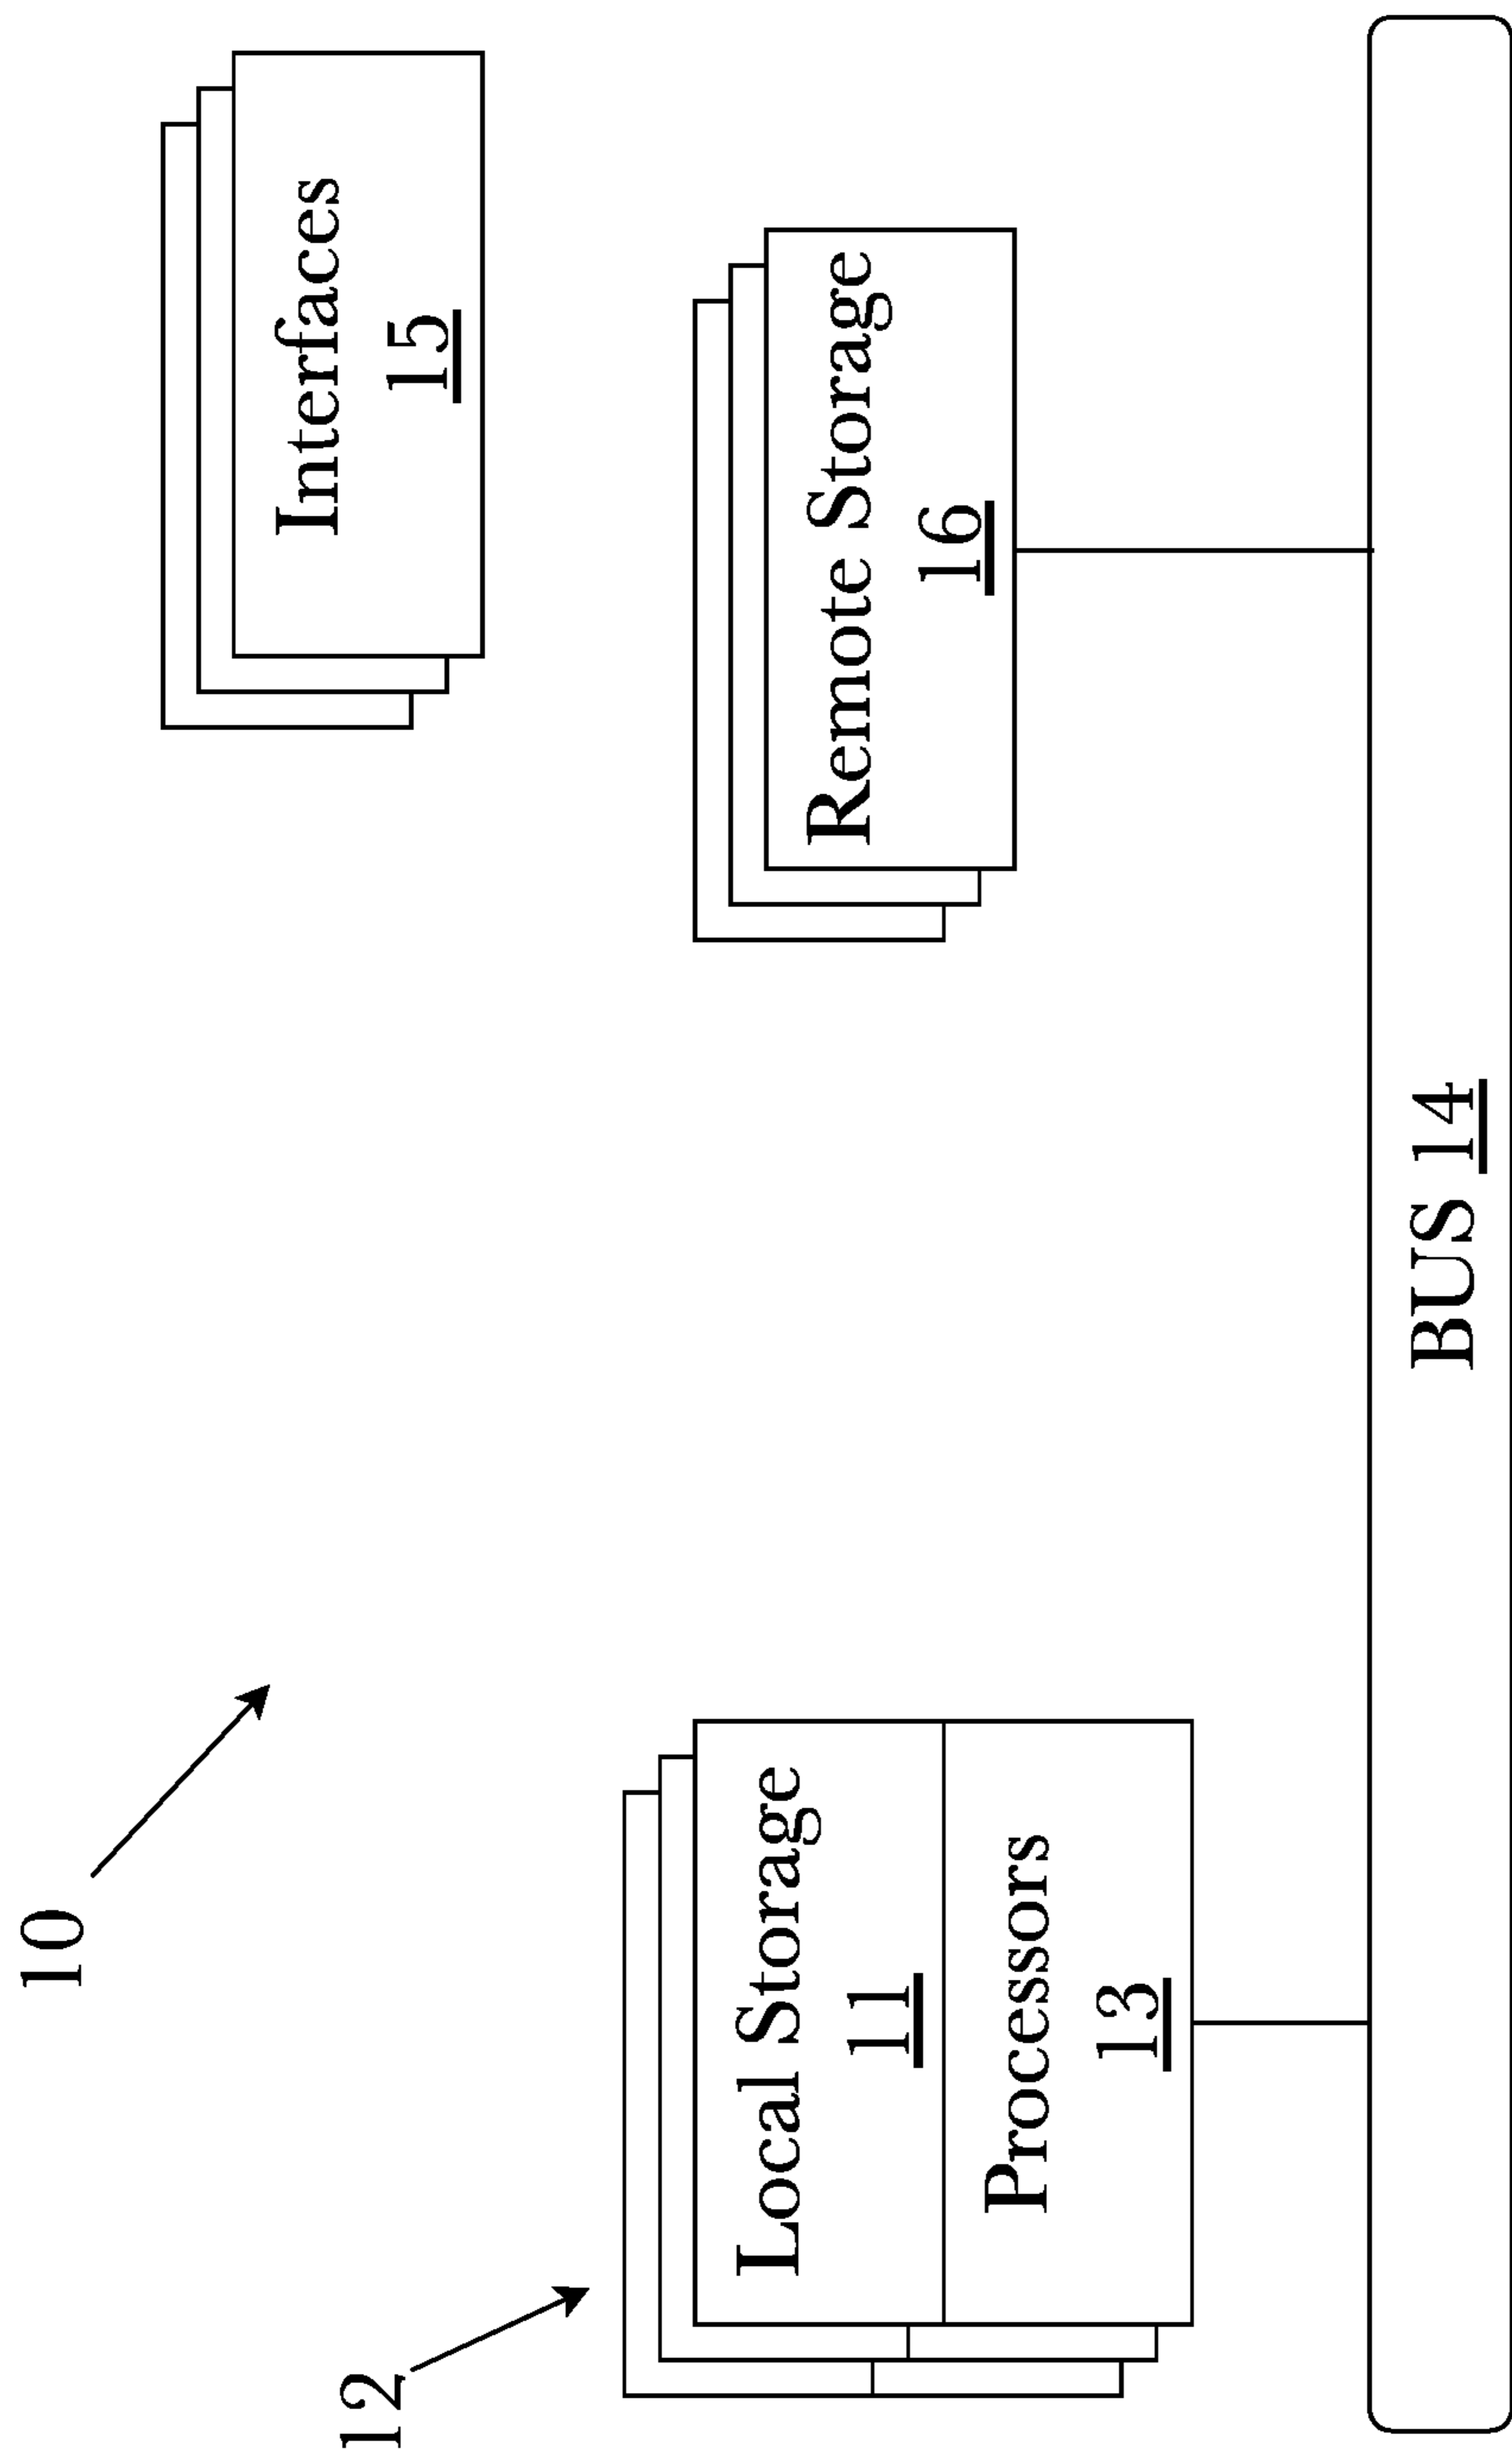 10
12
Interfaces
15
Local Storage
11
Remote Storage
16
Processors
13
BUS 14